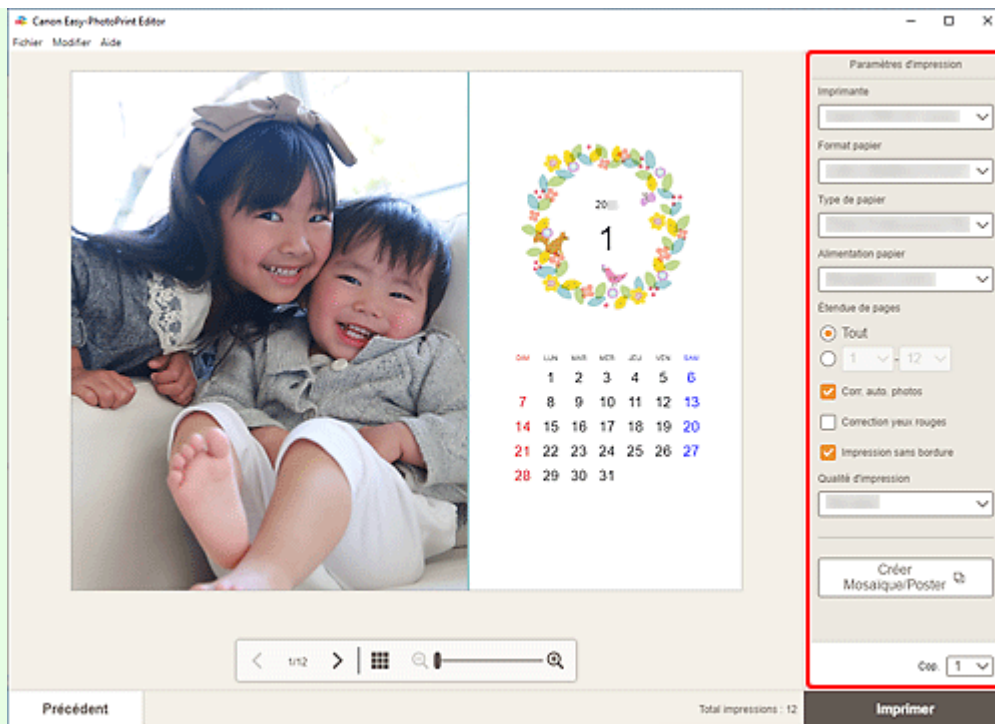 Canon Easy-PhotoPrint Editor
Fichier Modifier Aide
Paramètres d'impression
Imprimante
Format papier
Type de papier
Alimentation papier
Étendue de pages
Tout
1 - 12
Corr. auto. photos
Correction yeux rouges
Impression sans bordure
Qualité d'impression
Créer
Mosaïque/Poster
Cop. 1
20
1
DIM LUN MAR MER JEU VEN SAM
1 2 3 4 5 6
7 8 9 10 11 12 13
14 15 16 17 18 19 20
21 22 23 24 25 26 27
28 29 30 31
1/12
Précédent
Total impressions : 12
Imprimer